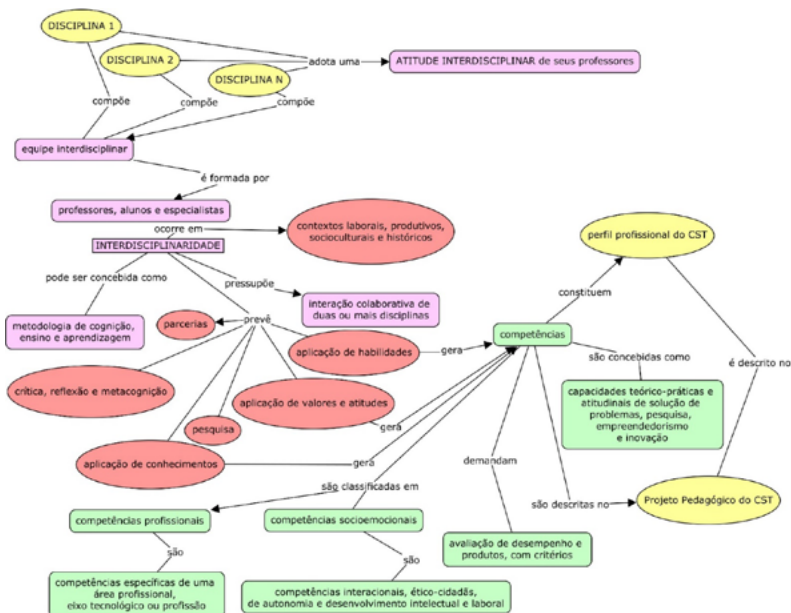 DISCIPLINA 1
DISCIPLINA 2
DISCIPLINA N
adota uma
ATITUDE INTERDISCIPLINAR de seus professores
compõe
compõe
compõe
equipe interdisciplinar
é formada por
professores, alunos e especialistas
ocorre em
contextos laborais, produtivos,
socioculturais e históricos
INTERDISCIPLINARIDADE
perfil profissional do CST
pode ser concebida como
pressupõe
constituem
metodologia de cognição,
ensino e aprendizagem
interação colaborativa de
duas ou mais disciplinas
parcerias
prevê
competências
aplicação de habilidades
gera
são concebidas como
é descrito no
crítica, reflexão e metacognição
aplicação de valores e atitudes
capacidades teórico-práticas e
atitudinais de solução de
problemas, pesquisa,
empreendedorismo
e inovação
pesquisa
gera
aplicação de conhecimentos
gera
demandam
são classificadas em
são descritas no
Projeto Pedagógico do CST
competências profissionais
competências socioemocionais
avaliação de desempenho e
produtos, com critérios
são
são
competências específicas de uma
área profissional,
eixo tecnológico ou profissão
competências interacionais, ético-cidadãs,
de autonomia e desenvolvimento intelectual e laboral